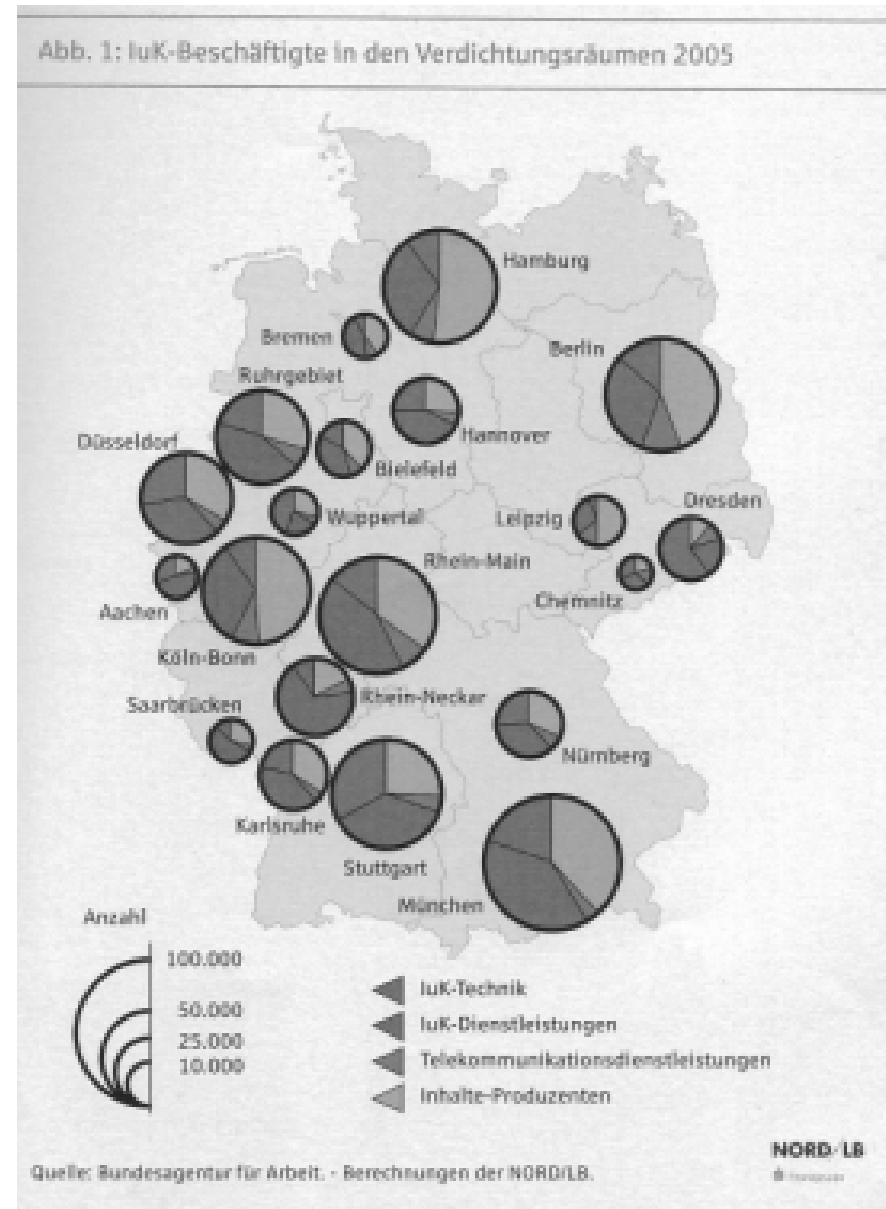 Abb. 1: IuK-Beschäftigte in den Verdichtungsräumen 2005
Hamburg
Bremen
Berlin
Ruhrgebiet
Hannover
Düsseldorf
Bielefeld
Dresden
Leipzig
Wuppertal
Rhein-Main
Chemnitz
Aachen
Köln-Bonn
Rhein-Neckar
Saarbrücken
Nürnberg
Karlsruhe
Stuttgart
München
Anzahl
100.000
50.000
25.000
10.000
IuK-Technik
IuK-Dienstleistungen
Telekommunikationsdienstleistungen
Inhalte-Produzenten
NORD/LB
Quelle: Bundesagentur für Arbeit. - Berechnungen der NORD/LB.